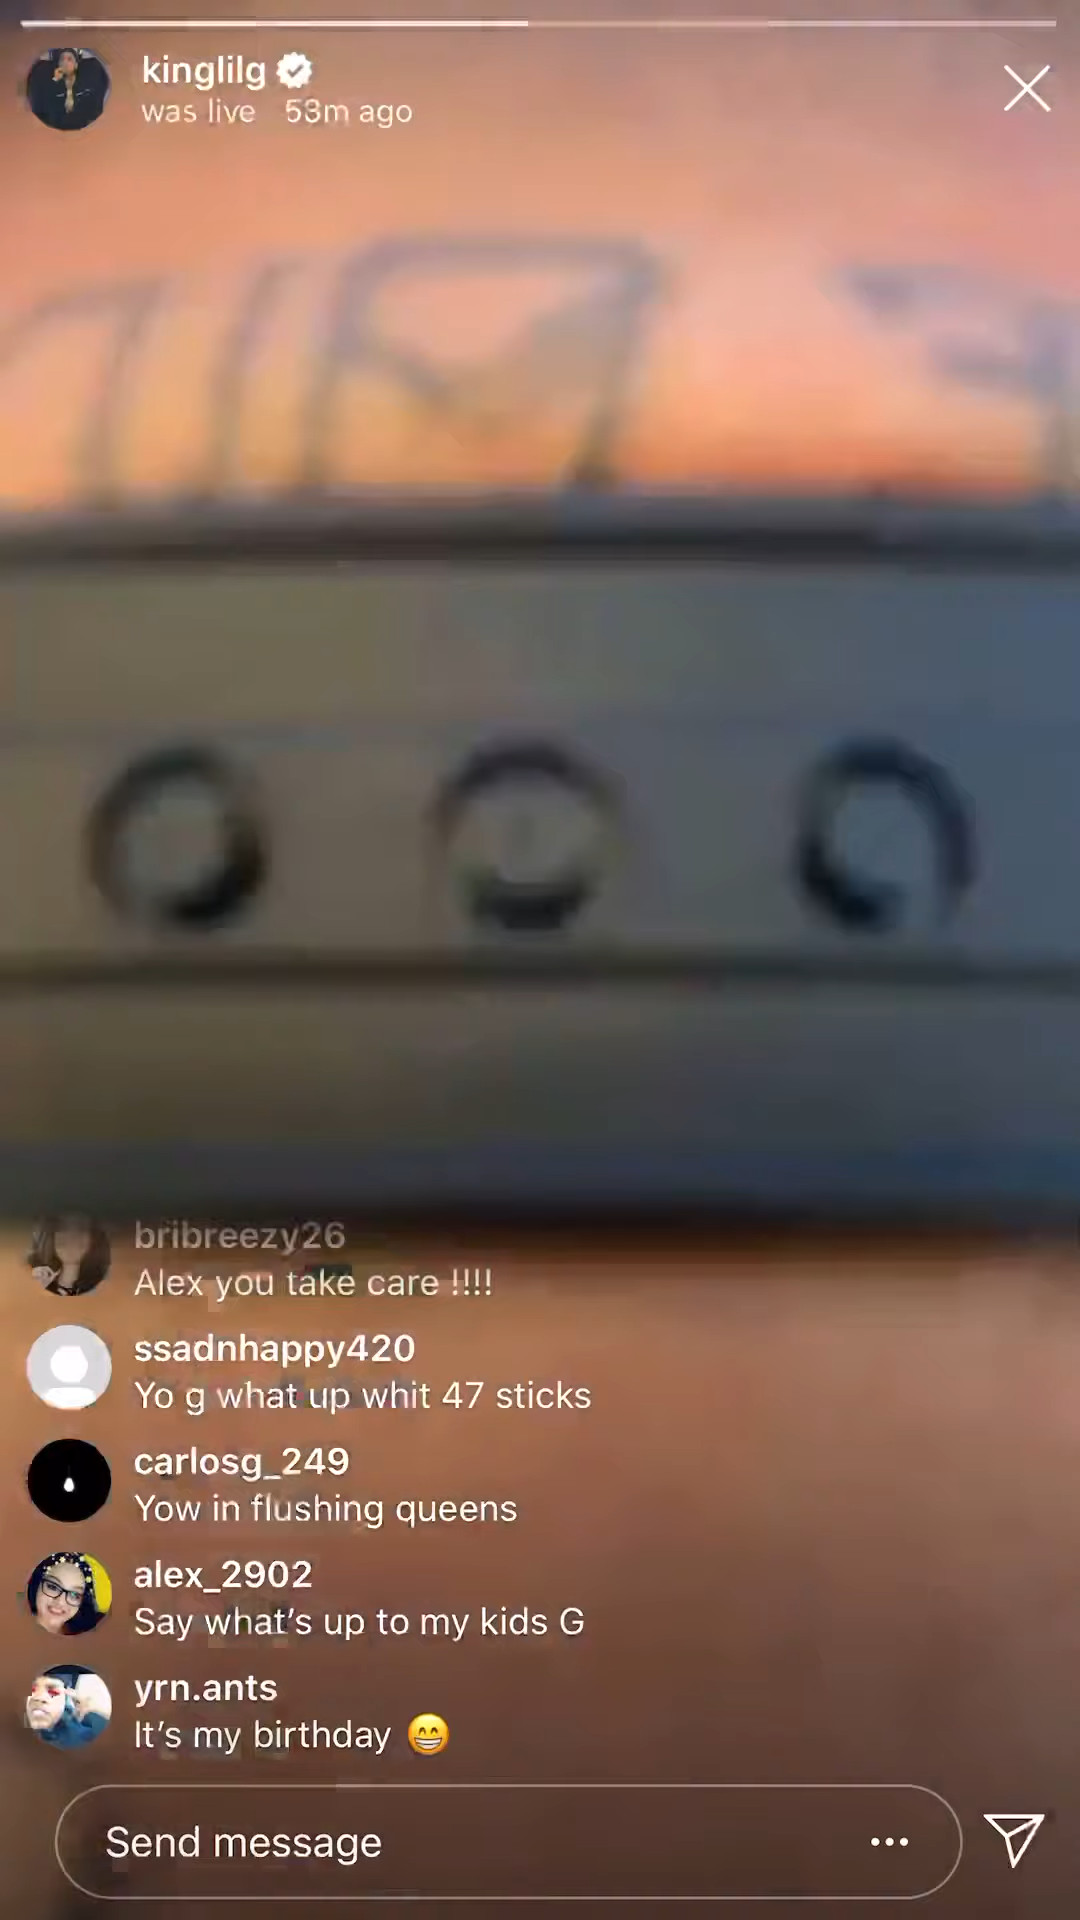 kinglilg
was live 53m ago
bribreezy26
Alex you take care !!!!
ssadnhappy420
Yo g what up whit 47 sticks
carlosg_249
Yow in flushing queens
alex_2902
Say what’s up to my kids G
yrn.ants
It’s my birthday 😁
Send message